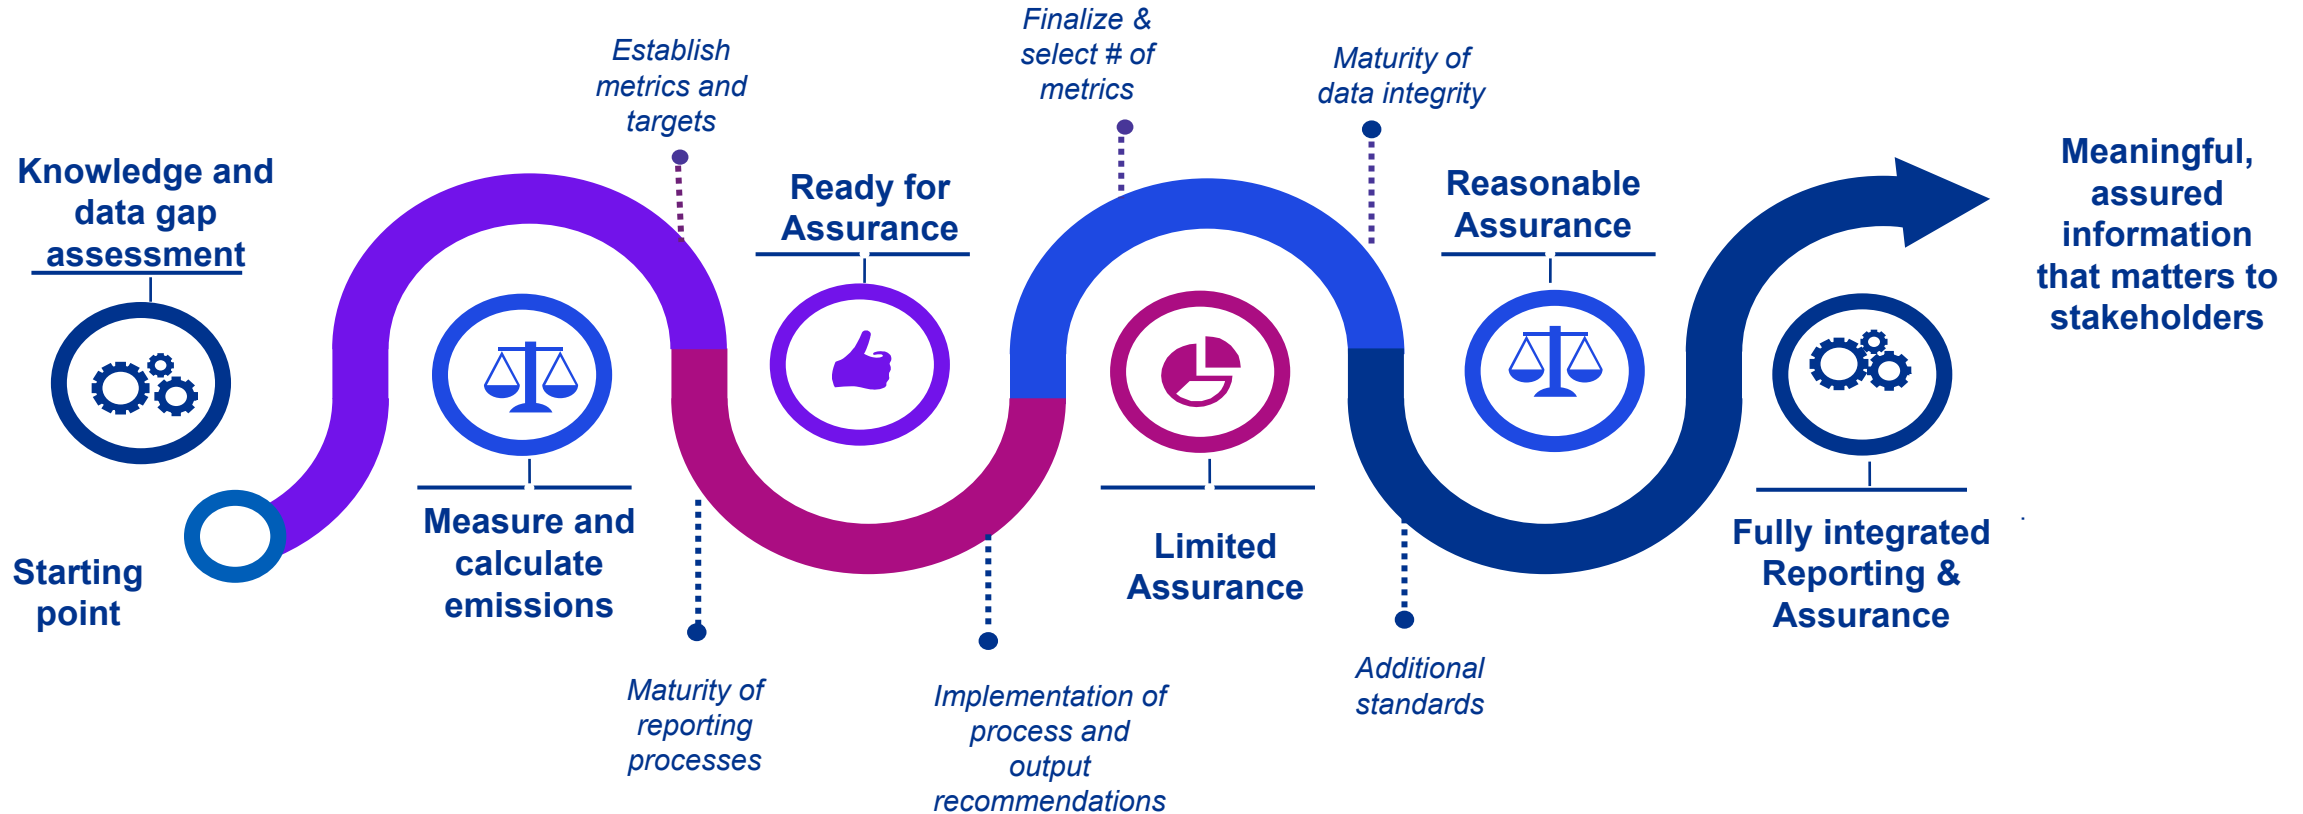 Knowledge and
data gap
assessment
Starting
point
Measure and
calculate
emissions
Establish
metrics and
targets
Maturity of
reporting
processes
Ready for
Assurance
Implementation of
process and
output
recommendations
Finalize &
select # of
metrics
Limited
Assurance
Maturity of
data integrity
Additional
standards
Reasonable
Assurance
Fully integrated
Reporting &
Assurance
Meaningful,
assured
information
that matters to
stakeholders